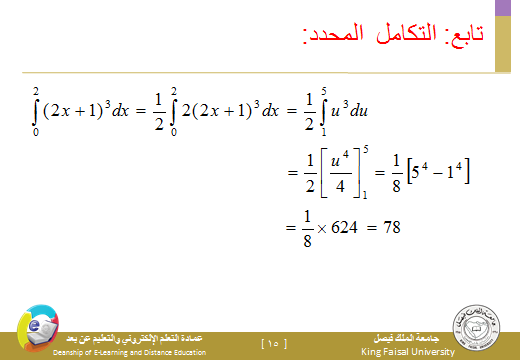 تابع: التكامل المحدد:
∫₀² (2x + 1)³ dx = 1/2 ∫₀² 2(2x + 1)³ dx = 1/2 ∫₁⁵ u³ du
= 1/2 [u⁴/4]₁⁵ = 1/8 [5⁴ − 1⁴]
= 1/8 × 624 = 78
جامعة الملك فيصل
King Faisal University
[ ١٥ ]
عمادة التعلم الإلكتروني والتعليم عن بعد
Deanship of E-Learning and Distance Education